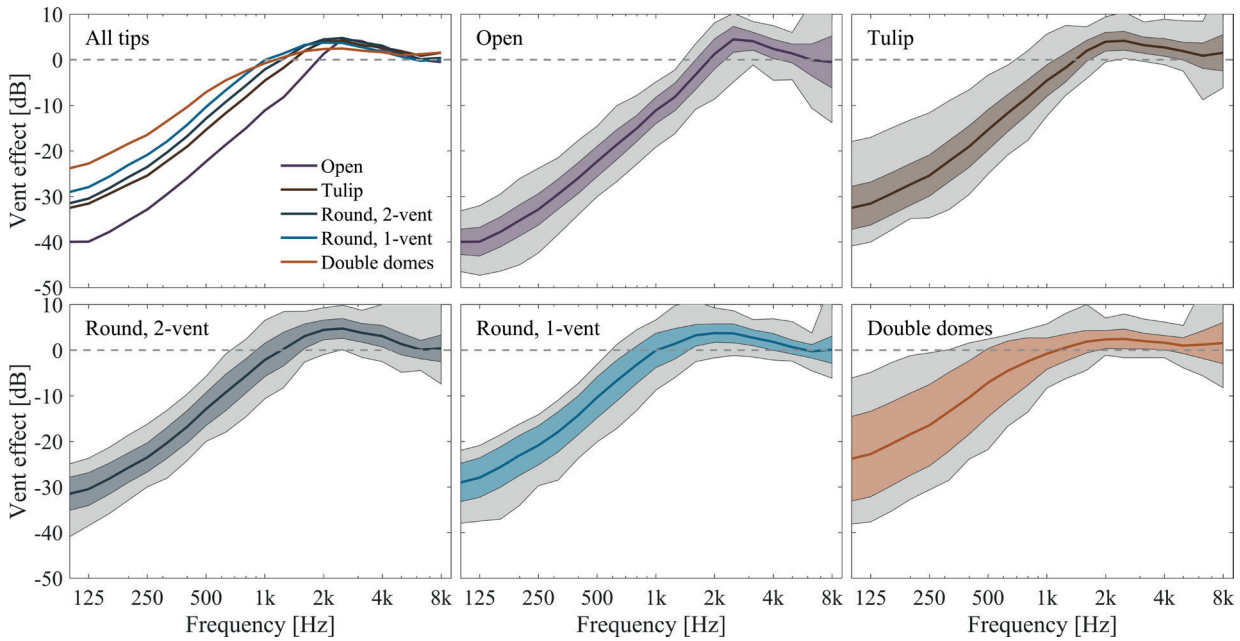 All tips
Open
Tulip
Vent effect [dB]
10
0
-10
-20
-30
-40
-50
Open
Tulip
Round, 2-vent
Round, 1-vent
Double domes
Round, 2-vent
Round, 1-vent
Double domes
Vent effect [dB]
10
0
-10
-20
-30
-40
-50
125 250 500 1k 2k 4k 8k
125 250 500 1k 2k 4k 8k
125 250 500 1k 2k 4k 8k
Frequency [Hz]
Frequency [Hz]
Frequency [Hz]